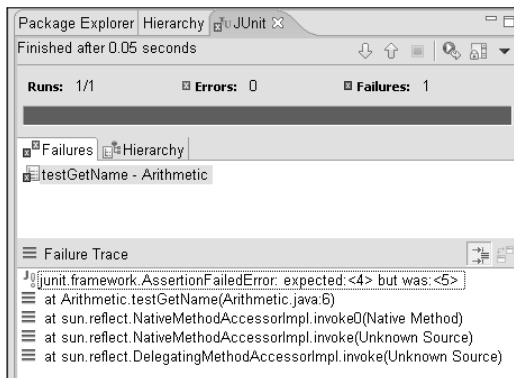 Package Explorer Hierarchy JUnit
Finished after 0.05 seconds
Runs: 1/1 Errors: 0 Failures: 1
Failures Hierarchy
testGetName - Arithmetic
Failure Trace
junit.framework.AssertionFailedError: expected:<4> but was:<5>
at Arithmetic.testGetName(Arithmetic.java:6)
at sun.reflect.NativeMethodAccessorImpl.invoke0(Native Method)
at sun.reflect.NativeMethodAccessorImpl.invoke(Unknown Source)
at sun.reflect.DelegatingMethodAccessorImpl.invoke(Unknown Source)